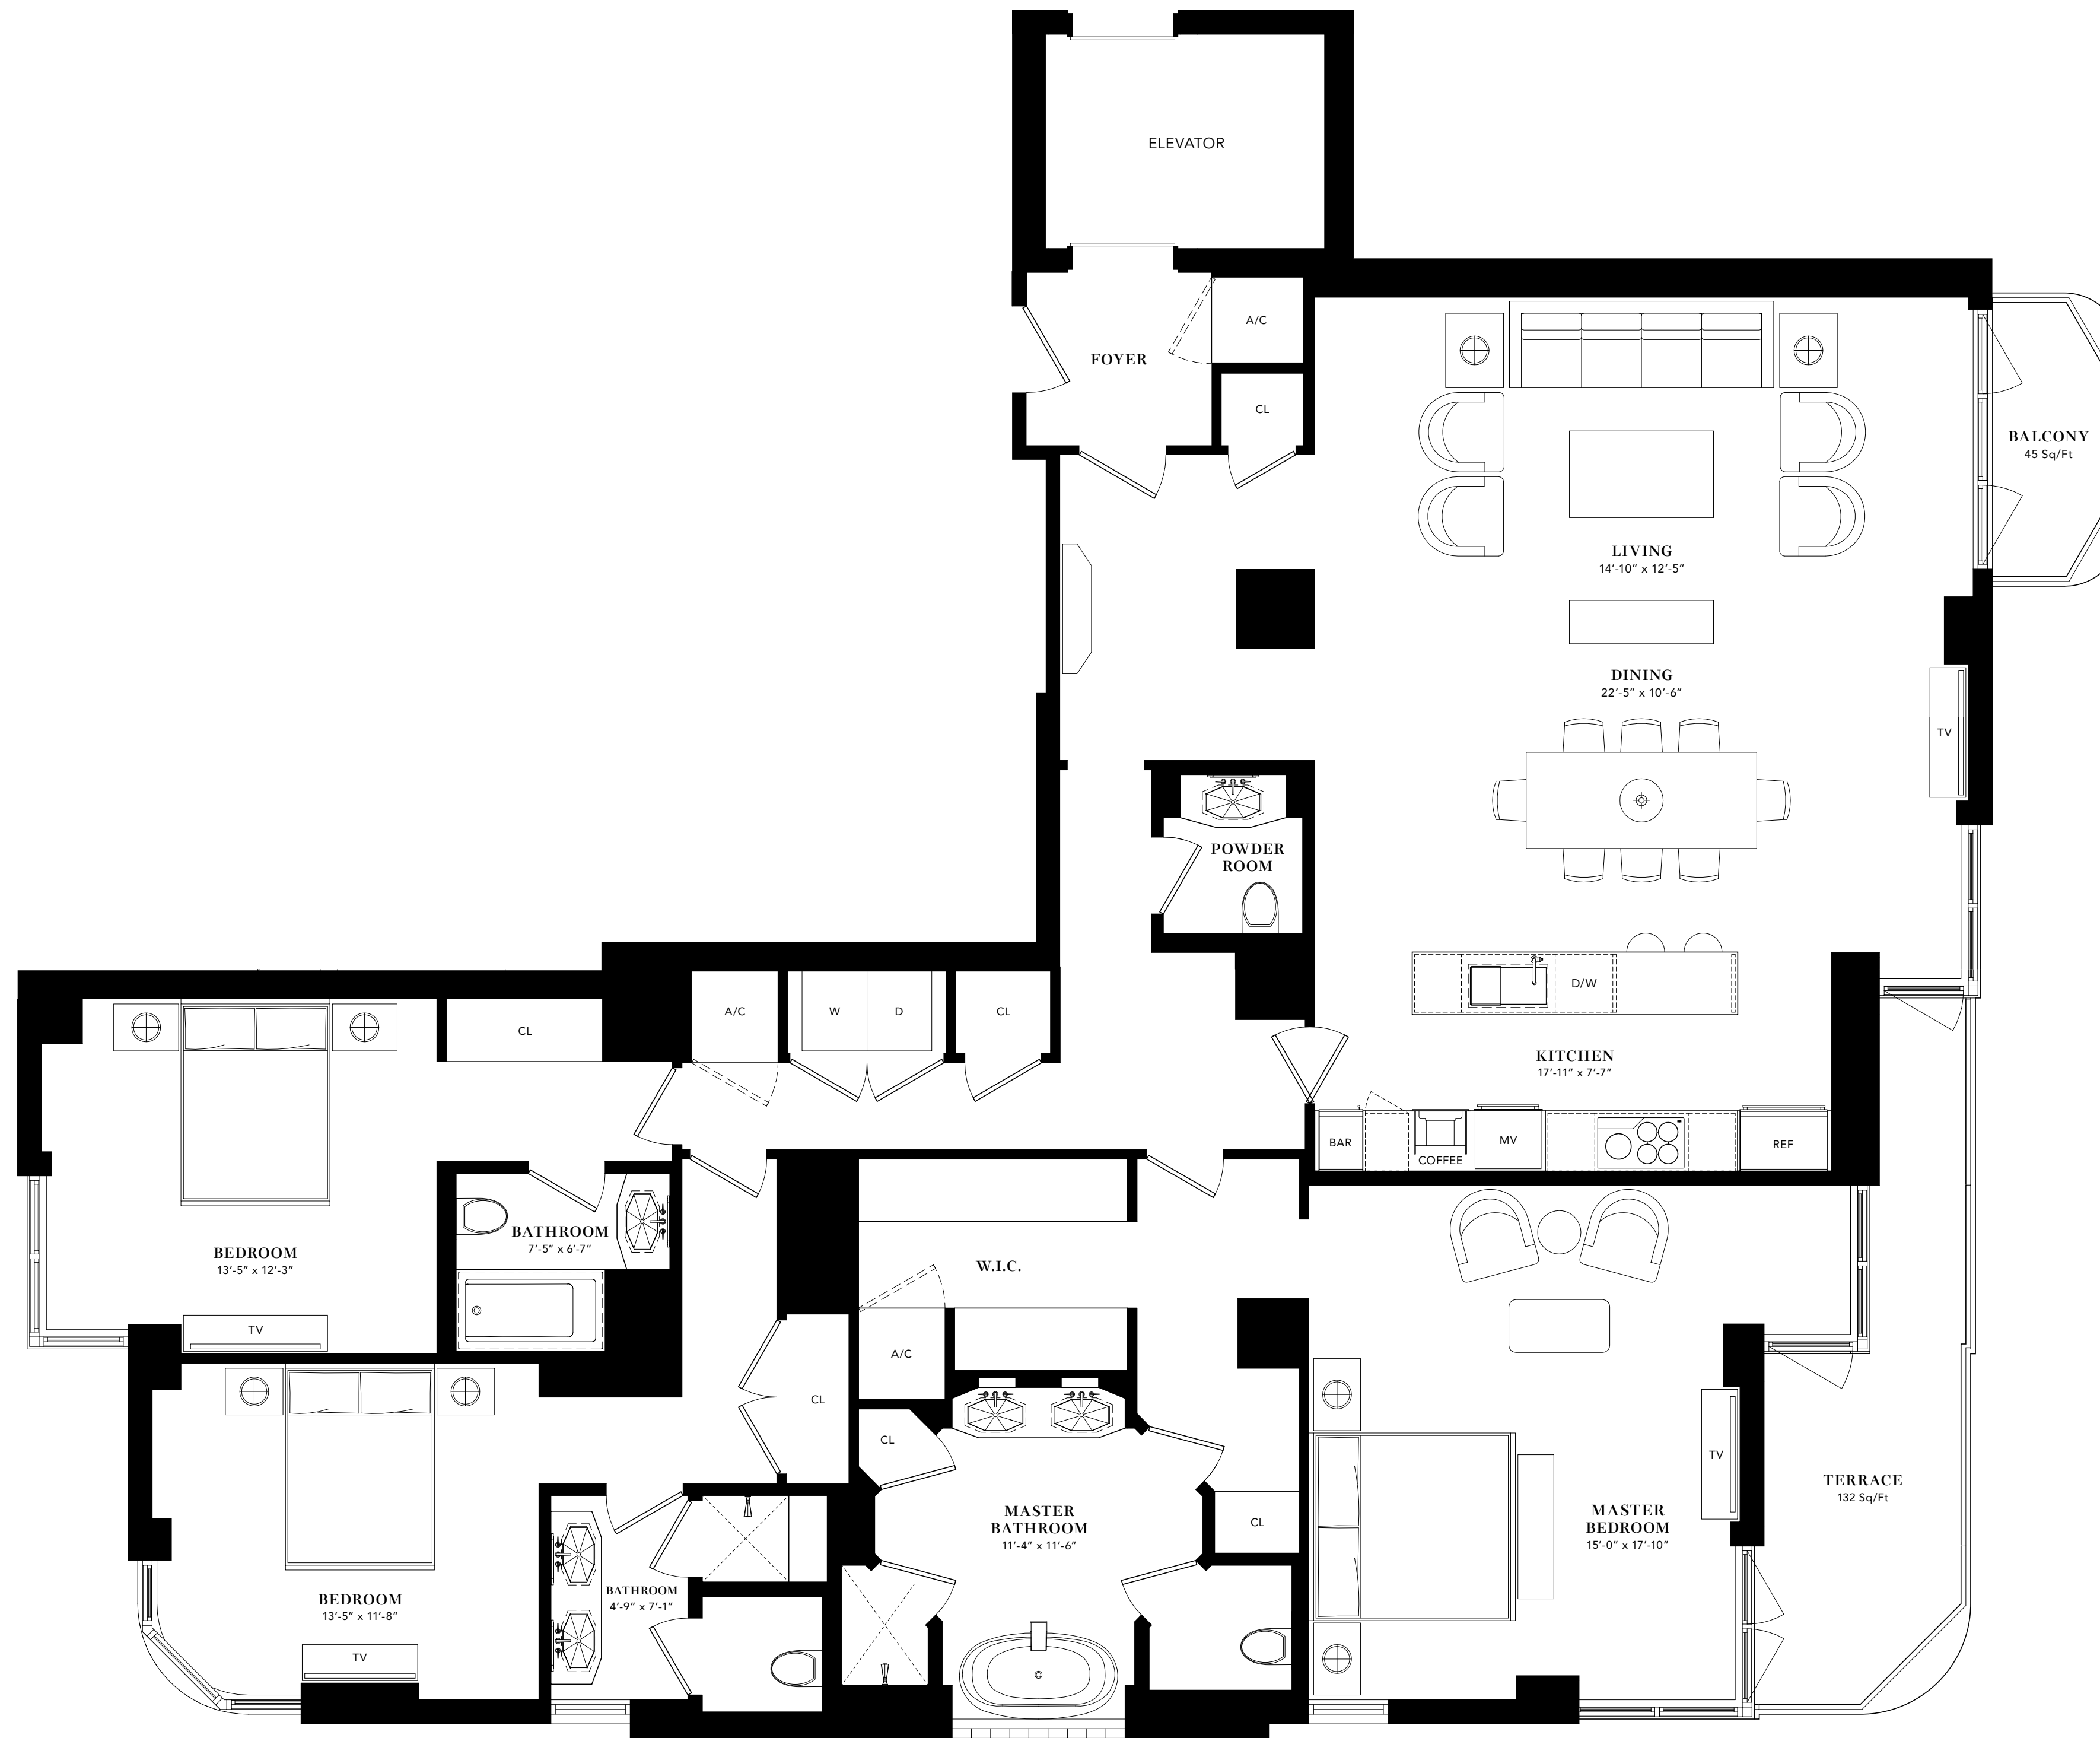 ELEVATOR
A/C
FOYER
CL
BALCONY
45 Sq/Ft
LIVING
14’-10” x 12’-5”
DINING
22’-5” x 10’-6”
TV
POWDER
ROOM
D/W
A/C
W
D
CL
CL
KITCHEN
17’-11” x 7’-7”
BAR
COFFEE
MV
REF
BATHROOM
7’-5” x 6’-7”
BEDROOM
13’-5” x 12’-3”
TV
W.I.C.
A/C
CL
CL
TV
TERRACE
132 Sq/Ft
MASTER
BATHROOM
11’-4” x 11’-6”
CL
MASTER
BEDROOM
15’-0” x 17’-10”
BATHROOM
4’-9” x 7’-1”
BEDROOM
13’-5” x 11’-8”
TV